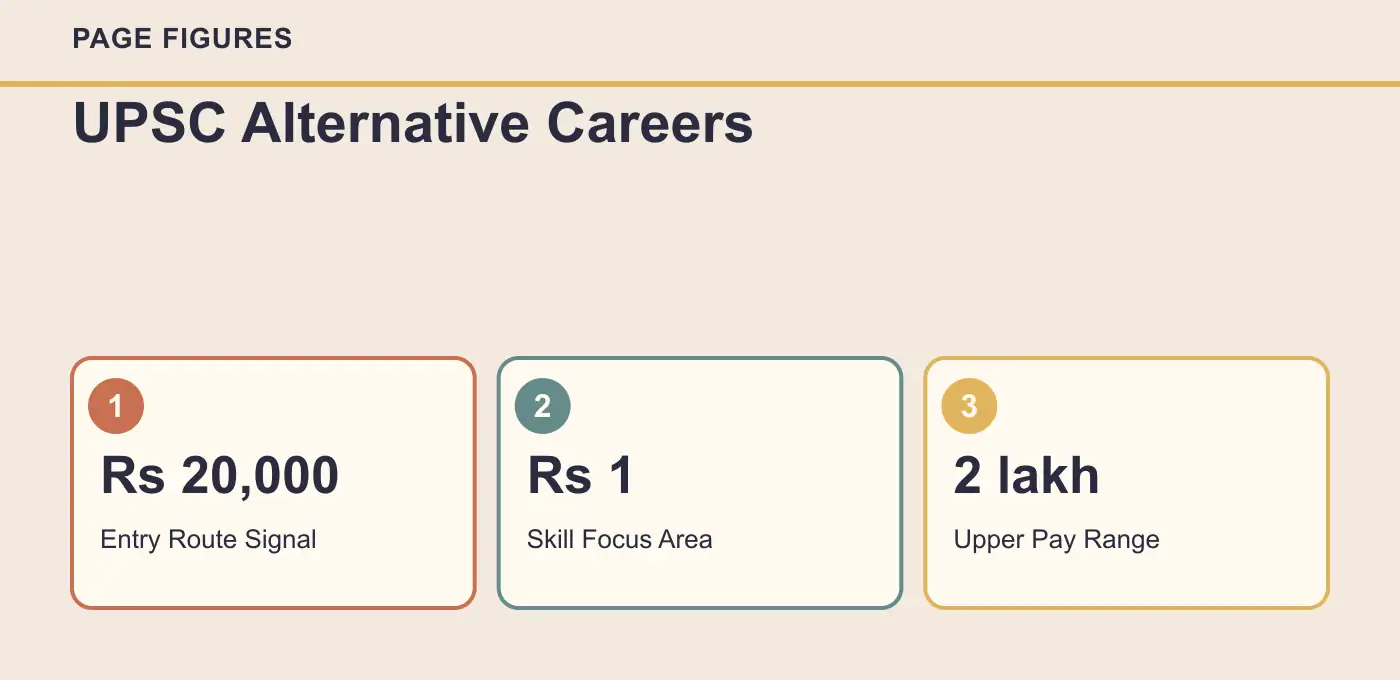 PAGE FIGURES
UPSC Alternative Careers
1
Rs 20,000
Entry Route Signal
2
Rs 1
Skill Focus Area
3
2 lakh
Upper Pay Range